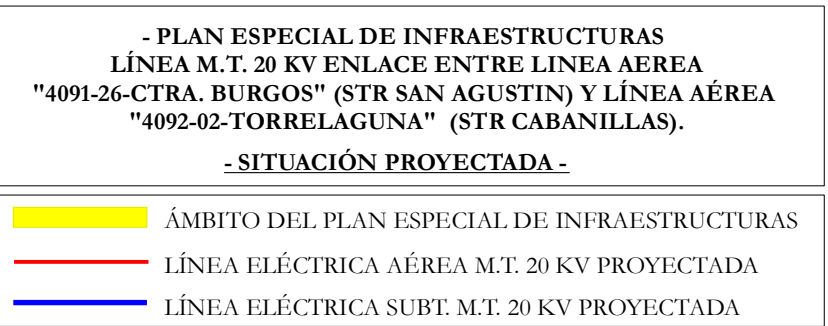 - PLAN ESPECIAL DE INFRAESTRUCTURAS
LÍNEA M.T. 20 KV ENLACE ENTRE LINEA AEREA
"4091-26-CTRA. BURGOS" (STR SAN AGUSTIN) Y LÍNEA AÉREA
"4092-02-TORRELAGUNA" (STR CABANILLAS).
- SITUACIÓN PROYECTADA -
ÁMBITO DEL PLAN ESPECIAL DE INFRAESTRUCTURAS
LÍNEA ELÉCTRICA AÉREA M.T. 20 KV PROYECTADA
LÍNEA ELÉCTRICA SUBT. M.T. 20 KV PROYECTADA